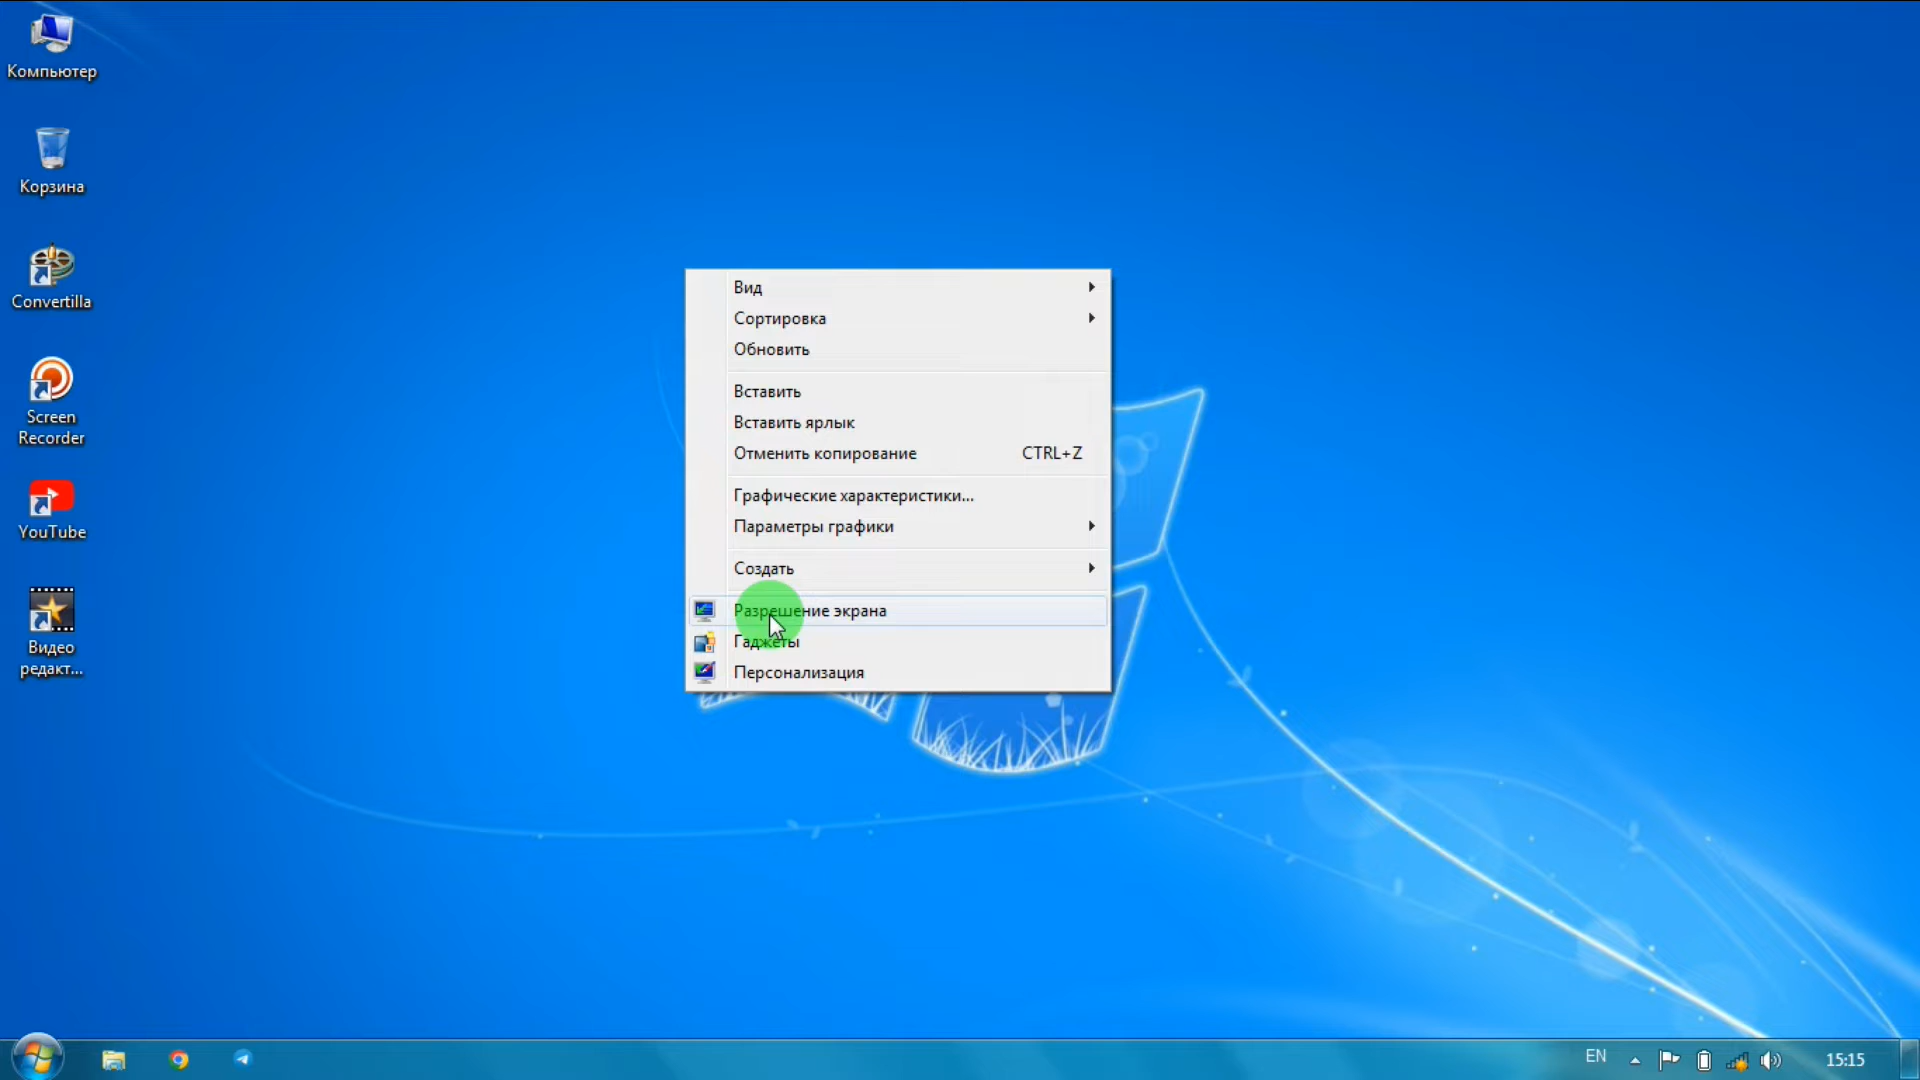 Компьютер
Корзина
Convertilla
Screen
Recorder
YouTube
Видео
редакт...
Вид
Сортировка
Обновить
Вставить
Вставить ярлык
Отменить копирование CTRL+Z
Графические характеристики...
Параметры графики
Создать
Разрешение экрана
Гаджеты
Персонализация
EN
15:15